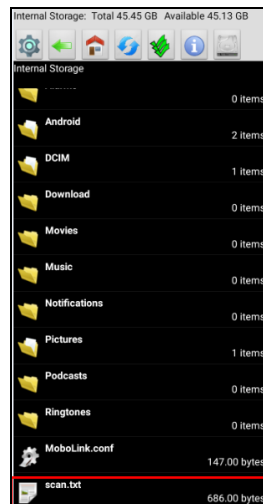 Internal Storage: Total 45.45 GB Available 45.13 GB
Internal Storage
0 items
Android
2 items
DCIM
1 items
Download
0 items
Movies
0 items
Music
0 items
Notifications
0 items
Pictures
1 items
Podcasts
0 items
Ringtones
0 items
MoboLink.conf
147.00 bytes
scan.txt
686.00 bytes